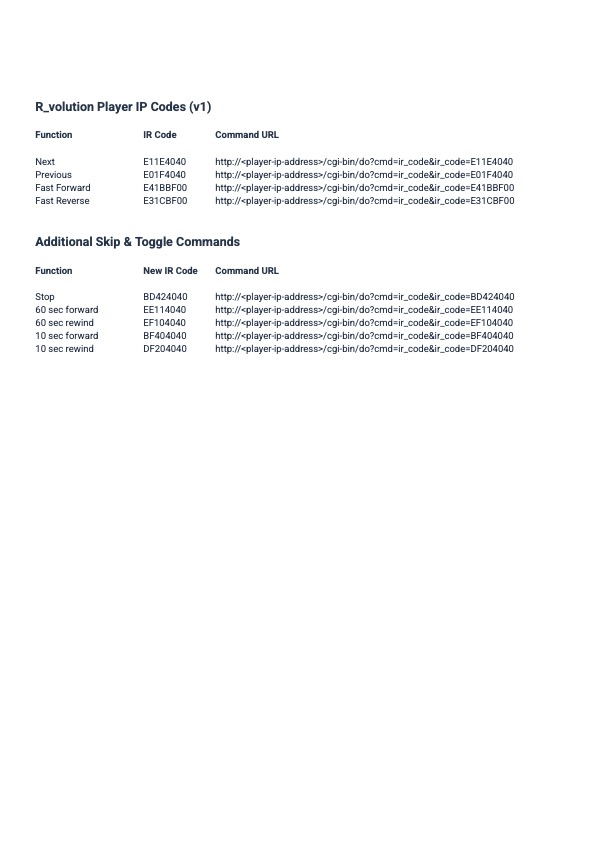 R_volution Player IP Codes (v1)
Function IR Code Command URL
Next E11E4040 http://<player-ip-address>/cgi-bin/do?cmd=ir_code&ir_code=E11E4040
Previous E01F4040 http://<player-ip-address>/cgi-bin/do?cmd=ir_code&ir_code=E01F4040
Fast Forward E41BBF00 http://<player-ip-address>/cgi-bin/do?cmd=ir_code&ir_code=E41BBF00
Fast Reverse E31CBF00 http://<player-ip-address>/cgi-bin/do?cmd=ir_code&ir_code=E31CBF00
Additional Skip & Toggle Commands
Function New IR Code Command URL
Stop BD424040 http://<player-ip-address>/cgi-bin/do?cmd=ir_code&ir_code=BD424040
60 sec forward EE114040 http://<player-ip-address>/cgi-bin/do?cmd=ir_code&ir_code=EE114040
60 sec rewind EF104040 http://<player-ip-address>/cgi-bin/do?cmd=ir_code&ir_code=EF104040
10 sec forward BF404040 http://<player-ip-address>/cgi-bin/do?cmd=ir_code&ir_code=BF404040
10 sec rewind DF204040 http://<player-ip-address>/cgi-bin/do?cmd=ir_code&ir_code=DF204040